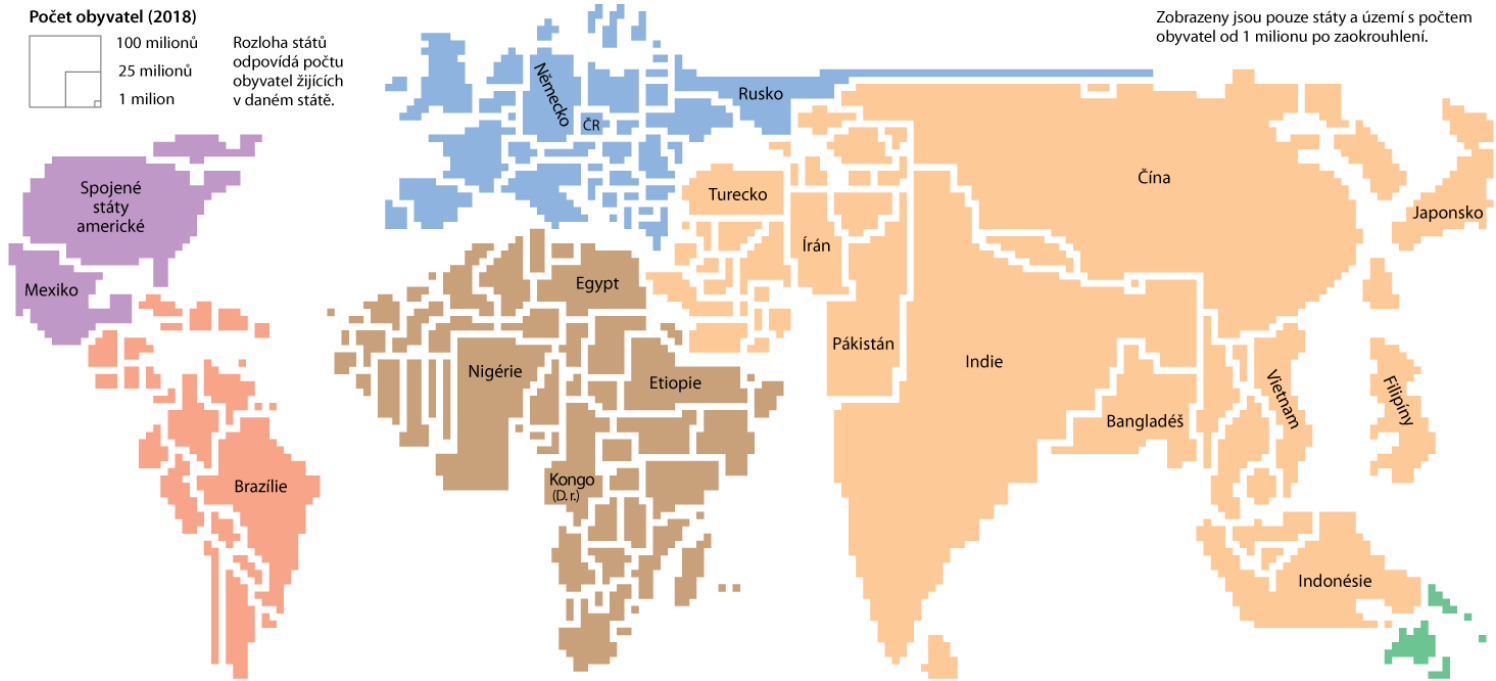 Počet obyvatel (2018)
100 milionů
25 milionů
1 milion
Rozloha států
odpovídá počtu
obyvatel žijících
v daném státě.
Zobrazeny jsou pouze státy a území s počtem
obyvatel od 1 milionu po zaokrouhlení.
Německo
ČR
Rusko
Spojené
státy
americké
Mexiko
Turecko
Írán
Čína
Japonsko
Egypt
Pákistán
Indie
Nigérie
Etiopie
Vietnam
Filipíny
Bangladéš
Brazílie
Kongo
(D. r.)
Indonésie